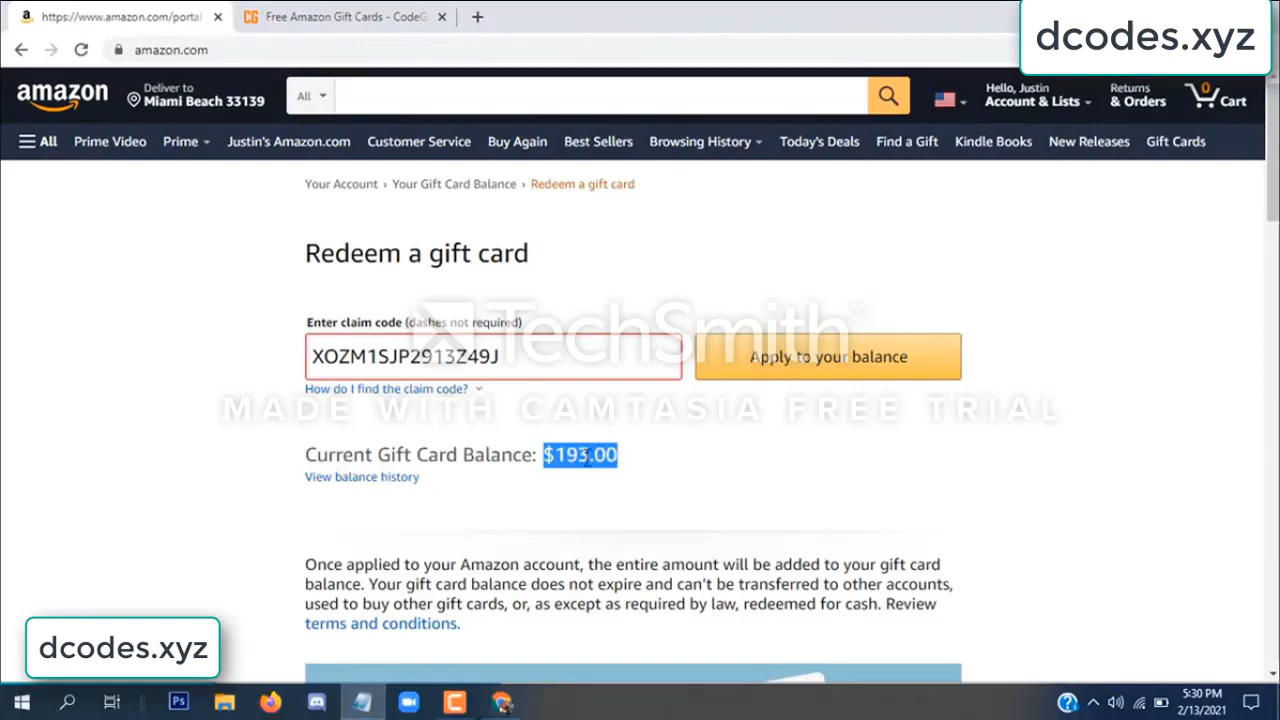 https://www.amazon.com/portal
Free Amazon Gift Cards - CodeG
dcodes.xyz
amazon.com
amazon
Deliver to
Miami Beach 33139
All
Hello, Justin
Account & Lists
Returns
& Orders
0
Cart
All Prime Video Prime Justin's Amazon.com Customer Service Buy Again Best Sellers Browsing History Today's Deals Find a Gift Kindle Books New Releases Gift Cards
Your Account › Your Gift Card Balance › Redeem a gift card
Redeem a gift card
Enter claim code (dashes not required)
XOZM1SJP2913Z49J
Apply to your balance
How do I find the claim code?
TechSmith®
MADE WITH CAMTASIA FREE TRIAL
Current Gift Card Balance: $193.00
View balance history
Once applied to your Amazon account, the entire amount will be added to your gift card
balance. Your gift card balance does not expire and can't be transferred to other accounts,
used to buy other gift cards, or, as except as required by law, redeemed for cash. Review
terms and conditions.
dcodes.xyz
Ps
5:30 PM
2/13/2021